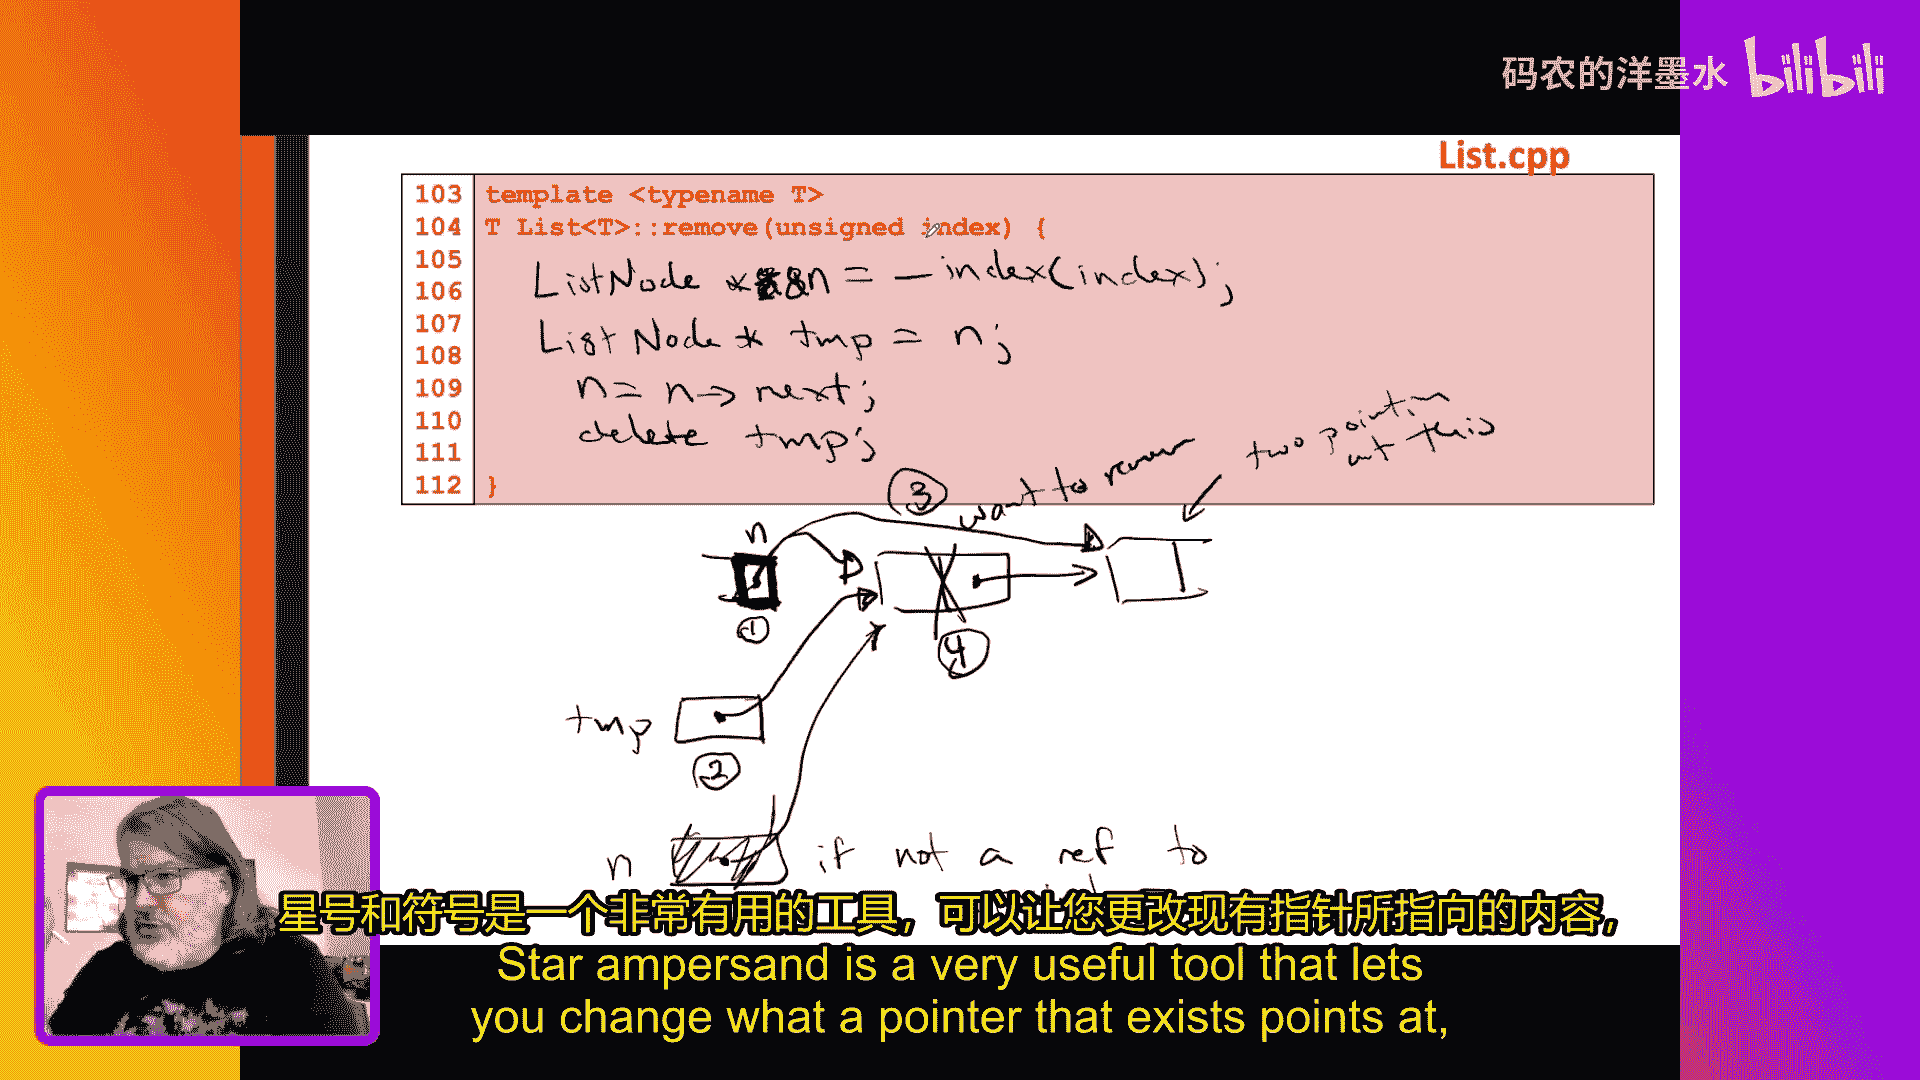 码农的洋墨水 bilibili
List.cpp
103 template <typename T>
104 T List<T>::remove(unsigned index) {
105
106 ListNode *&n = _index(index);
107
108 ListNode * tmp = n;
109 n = n -> next;
110 delete tmp;
111
112 }
two pointing
at this
3 want to
n
1
4
tmp
2
n if not a ref to
星号和符号是一个非常有用的工具，可以让您更改现有指针所指向的内容，
Star ampersand is a very useful tool that lets
you change what a pointer that exists points at,